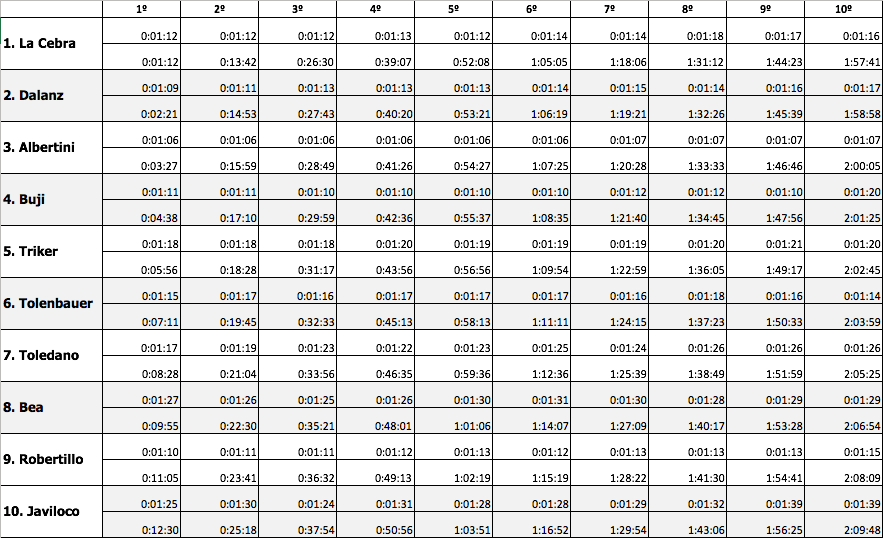 1º 2º 3º 4º 5º 6º 7º 8º 9º 10º
1. La Cebra
0:01:12 0:01:12 0:01:12 0:01:13 0:01:12 0:01:14 0:01:14 0:01:18 0:01:17 0:01:16
0:01:12 0:13:42 0:26:30 0:39:07 0:52:08 1:05:05 1:18:06 1:31:12 1:44:23 1:57:41
2. Dalanz
0:01:09 0:01:11 0:01:13 0:01:13 0:01:13 0:01:14 0:01:15 0:01:14 0:01:16 0:01:17
0:02:21 0:14:53 0:27:43 0:40:20 0:53:21 1:06:19 1:19:21 1:32:26 1:45:39 1:58:58
3. Albertini
0:01:06 0:01:06 0:01:06 0:01:06 0:01:06 0:01:06 0:01:07 0:01:07 0:01:07 0:01:07
0:03:27 0:15:59 0:28:49 0:41:26 0:54:27 1:07:25 1:20:28 1:33:33 1:46:46 2:00:05
4. Buji
0:01:11 0:01:11 0:01:10 0:01:10 0:01:10 0:01:10 0:01:12 0:01:12 0:01:10 0:01:20
0:04:38 0:17:10 0:29:59 0:42:36 0:55:37 1:08:35 1:21:40 1:34:45 1:47:56 2:01:25
5. Triker
0:01:18 0:01:18 0:01:18 0:01:20 0:01:19 0:01:19 0:01:19 0:01:20 0:01:21 0:01:20
0:05:56 0:18:28 0:31:17 0:43:56 0:56:56 1:09:54 1:22:59 1:36:05 1:49:17 2:02:45
6. Tolenbauer
0:01:15 0:01:17 0:01:16 0:01:17 0:01:17 0:01:17 0:01:16 0:01:18 0:01:16 0:01:14
0:07:11 0:19:45 0:32:33 0:45:13 0:58:13 1:11:11 1:24:15 1:37:23 1:50:33 2:03:59
7. Toledano
0:01:17 0:01:19 0:01:23 0:01:22 0:01:23 0:01:25 0:01:24 0:01:26 0:01:26 0:01:26
0:08:28 0:21:04 0:33:56 0:46:35 0:59:36 1:12:36 1:25:39 1:38:49 1:51:59 2:05:25
8. Bea
0:01:27 0:01:26 0:01:25 0:01:26 0:01:30 0:01:31 0:01:30 0:01:28 0:01:29 0:01:29
0:09:55 0:22:30 0:35:21 0:48:01 1:01:06 1:14:07 1:27:09 1:40:17 1:53:28 2:06:54
9. Robertillo
0:01:10 0:01:11 0:01:11 0:01:12 0:01:13 0:01:12 0:01:13 0:01:13 0:01:13 0:01:15
0:11:05 0:23:41 0:36:32 0:49:13 1:02:19 1:15:19 1:28:22 1:41:30 1:54:41 2:08:09
10. Javiloco
0:01:25 0:01:30 0:01:24 0:01:31 0:01:28 0:01:28 0:01:29 0:01:32 0:01:39 0:01:39
0:12:30 0:25:18 0:37:54 0:50:56 1:03:51 1:16:52 1:29:54 1:43:06 1:56:25 2:09:48